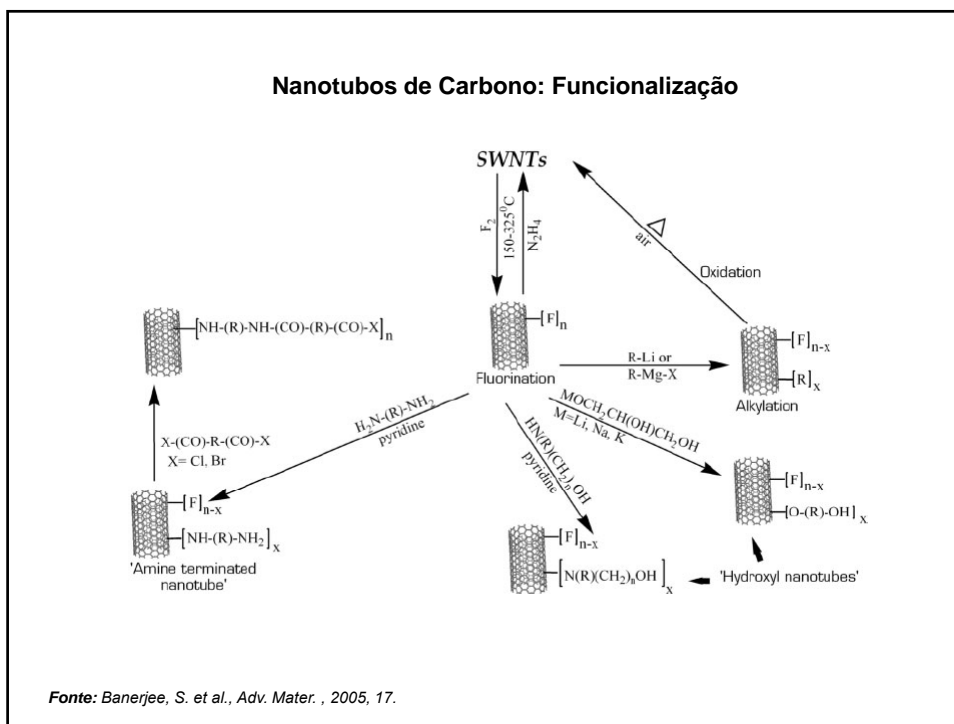 Nanotubos de Carbono: Funcionalização
SWNTs
F2
150-325⁰C
N2H4
air
Oxidation
[F]n
Fluorination
[NH-(R)-NH-(CO)-R-(CO)-X]n
R-Li or
R-Mg-X
[F]n-x
[R]x
Alkylation
H2N-(R)-NH2
pyridine
HN(R)(CH2)nOH
pyridine
MOCH2CH(OH)CH2OH
M=Li, Na, K
X-(CO)-R-(CO)-X
X= Cl, Br
[F]n-x
[NH-(R)-NH2]x
'Amine terminated
nanotube'
[F]n-x
[N(R)(CH2)nOH]x
[F]n-x
[O-(R)-OH]x
'Hydroxyl nanotubes'
Fonte: Banerjee, S. et al., Adv. Mater. , 2005, 17.